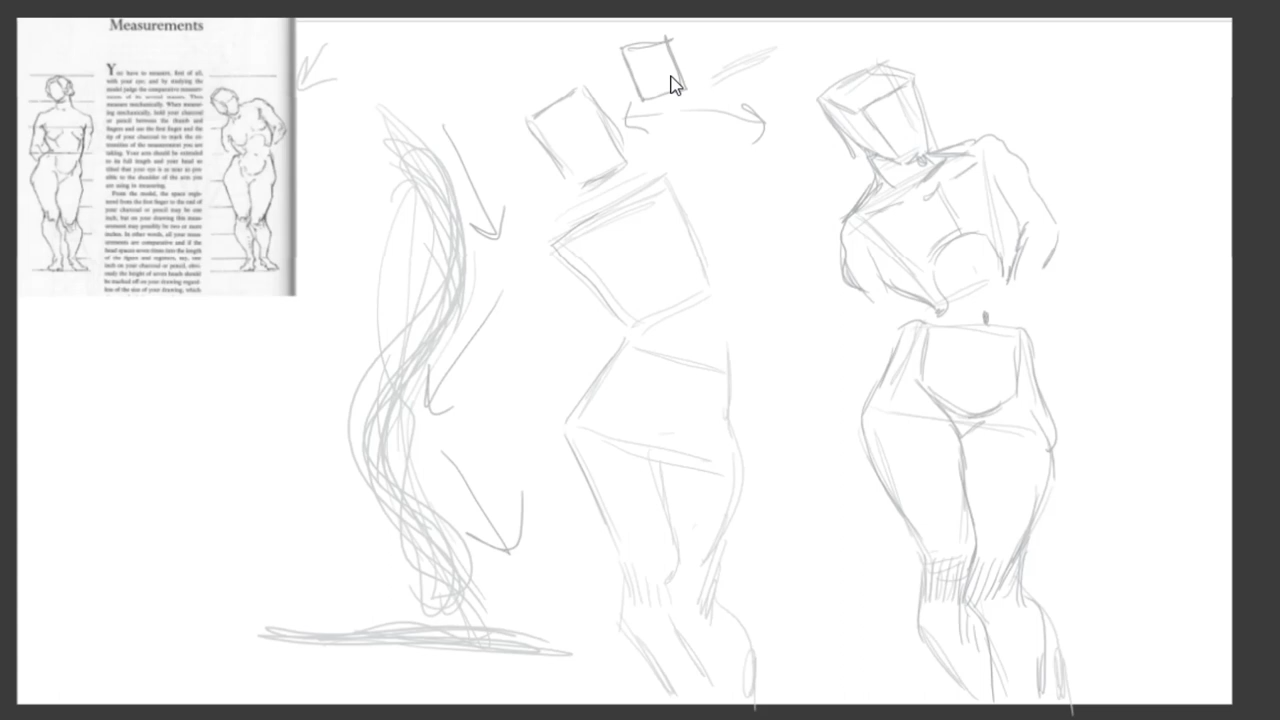 Measurements
You have to measure, first of all,
with your eye, and by studying the
model judge the comparative measure-
ments of its several masses. Then
measure mechanically. When measur-
ing mechanically, hold your charcoal
or pencil between the thumb and
fingers and use the first finger and the
tip of your charcoal to mark the ex-
tremities of the measurement you are
taking. Your arm should be extended
to its full length and your head so
tilted that your eye is as near as pos-
sible to the shoulder of the arm you
are using in measuring.
From the model, the space regis-
tered from the first finger to the end of
your charcoal or pencil may be one
inch, but on your drawing this meas-
urement may possibly be two or more
inches. In other words, all your meas-
urements are comparative and if the
head spaces seven times into the length
of the figure and registers, say, one
inch on your charcoal or pencil, obvi-
ously the height of seven heads should
be marked off on your drawing regard-
less of the size of your drawing, which